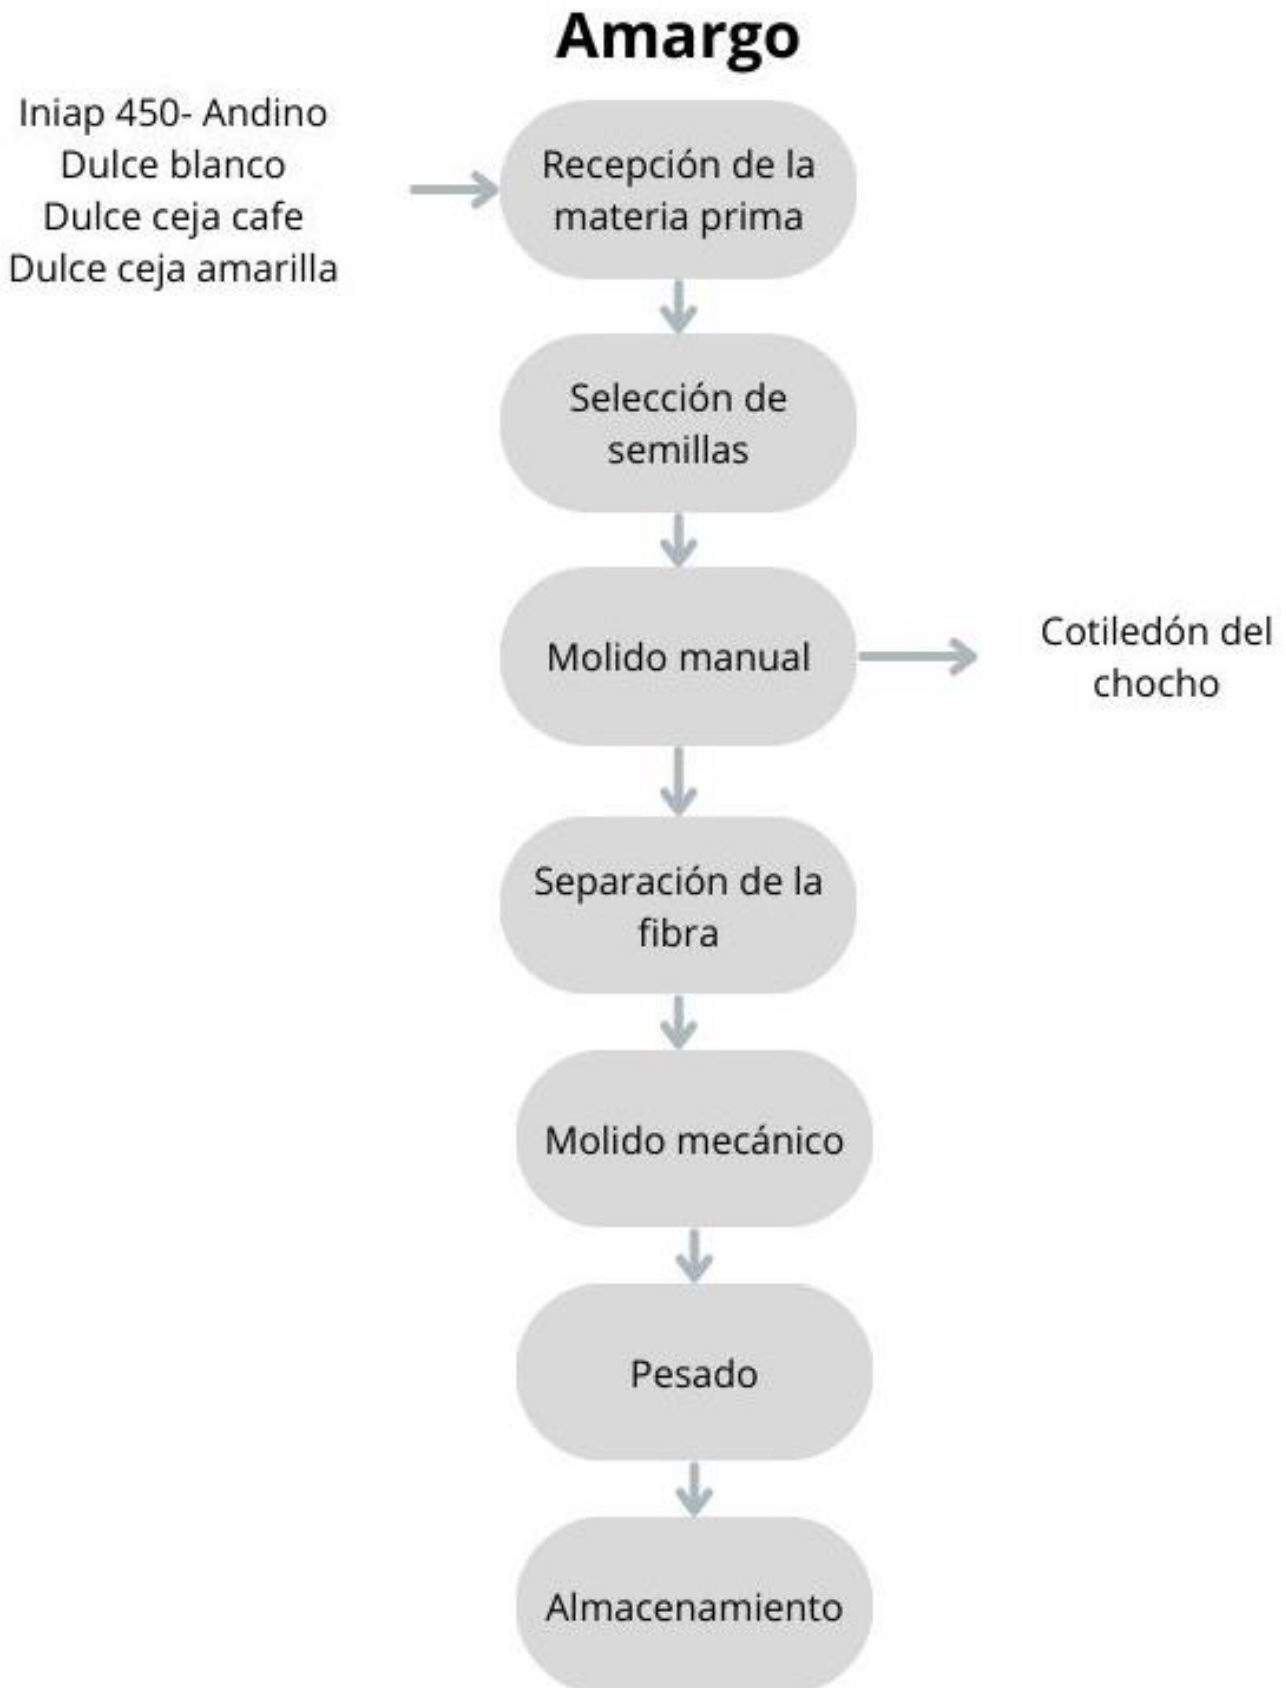 Amargo
Iniap 450- Andino
Dulce blanco
Dulce ceja cafe
Dulce ceja amarilla
Recepción de la
materia prima
Selección de
semillas
Molido manual
Cotiledón del
chocho
Separación de la
fibra
Molido mecánico
Pesado
Almacenamiento